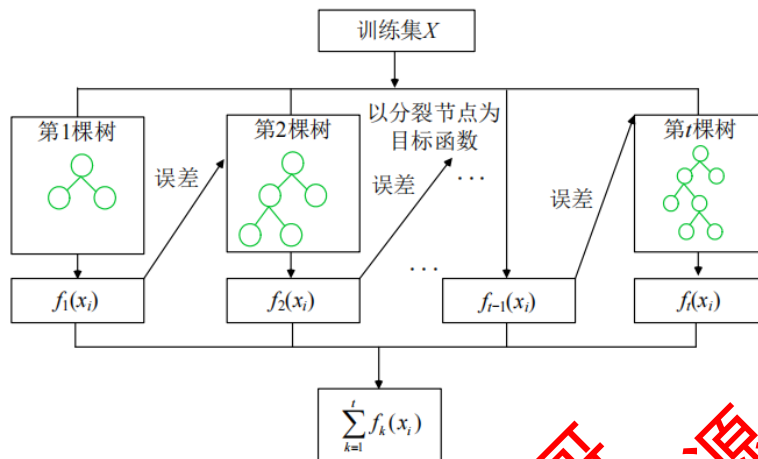 训练集X
第1棵树
第2棵树
以分裂节点为
目标函数
第t棵树
误差
误差
···
误差
···
f₁(xᵢ)
f₂(xᵢ)
fₜ₋₁(xᵢ)
fₜ(xᵢ)
∑ₖ₌₁ᵗ fₖ(xᵢ)
源